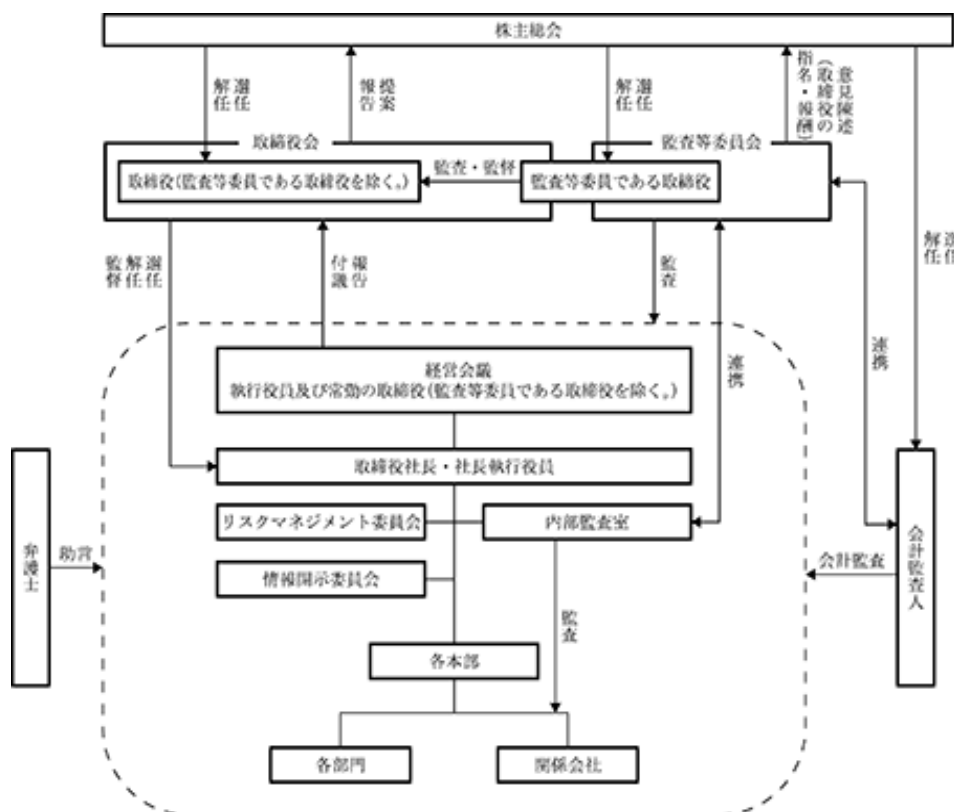 株主総会
選任
解任
提案
報告
選任
解任
意見陳述
(取締役の
指名・報酬)
取締役会
監査等委員会
取締役(監査等委員である取締役を除く。)
監査・監督
監査等委員である取締役
選任
解任
監督
報告
付議
監査
選任
解任
連携
連携
経営会議
執行役員及び常勤の取締役(監査等委員である取締役を除く。)
取締役社長・社長執行役員
リスクマネジメント委員会
内部監査室
弁護士
助言
情報開示委員会
会計監査
会計監査人
監査
各本部
各部門
関係会社